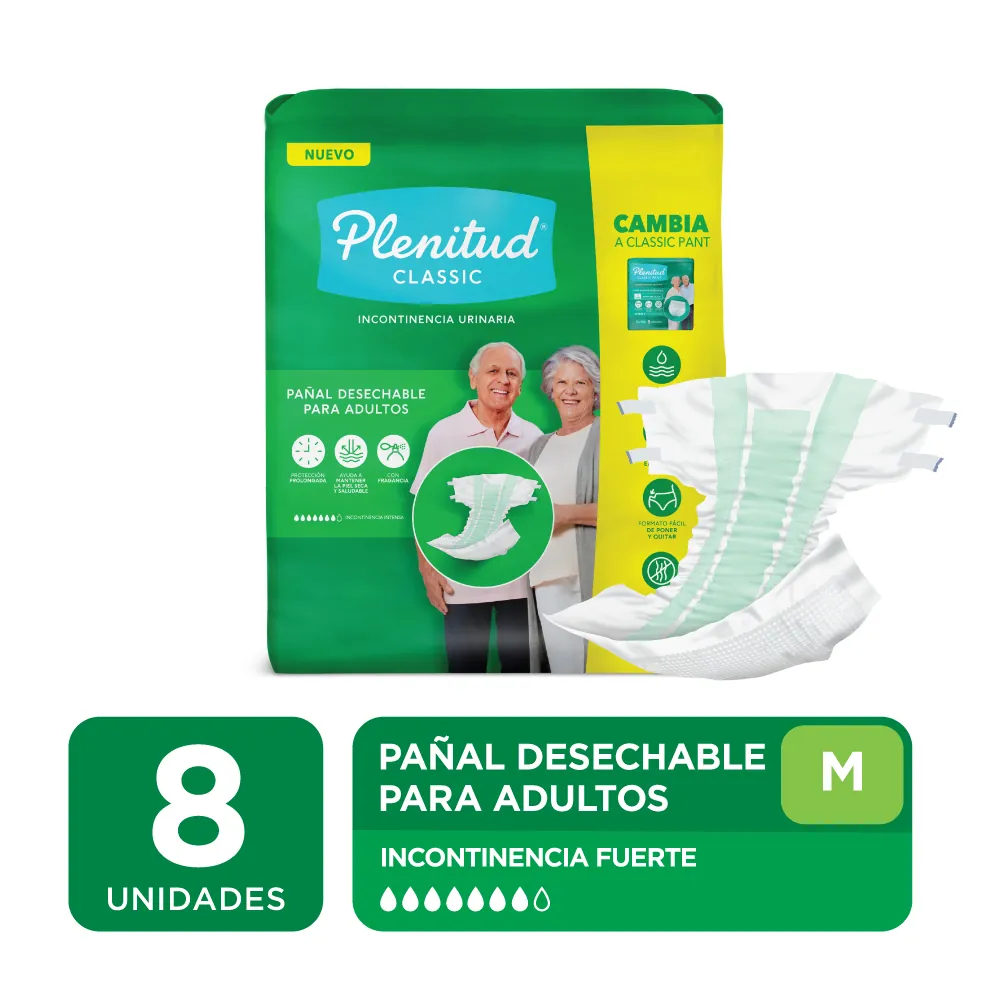 NUEVO
Plenitud®
CLASSIC
INCONTINENCIA URINARIA
PAÑAL DESECHABLE
PARA ADULTOS
PROTECCIÓN
PROLONGADA
AYUDA A
MANTENER
LA PIEL SECA
Y SALUDABLE
CON
FRAGANCIA
INCONTINENCIA INTENSA
CAMBIA
A CLASSIC PANT
Plenitud
FORMATO FÁCIL
DE PONER
Y QUITAR
8
UNIDADES
PAÑAL DESECHABLE
PARA ADULTOS
M
INCONTINENCIA FUERTE